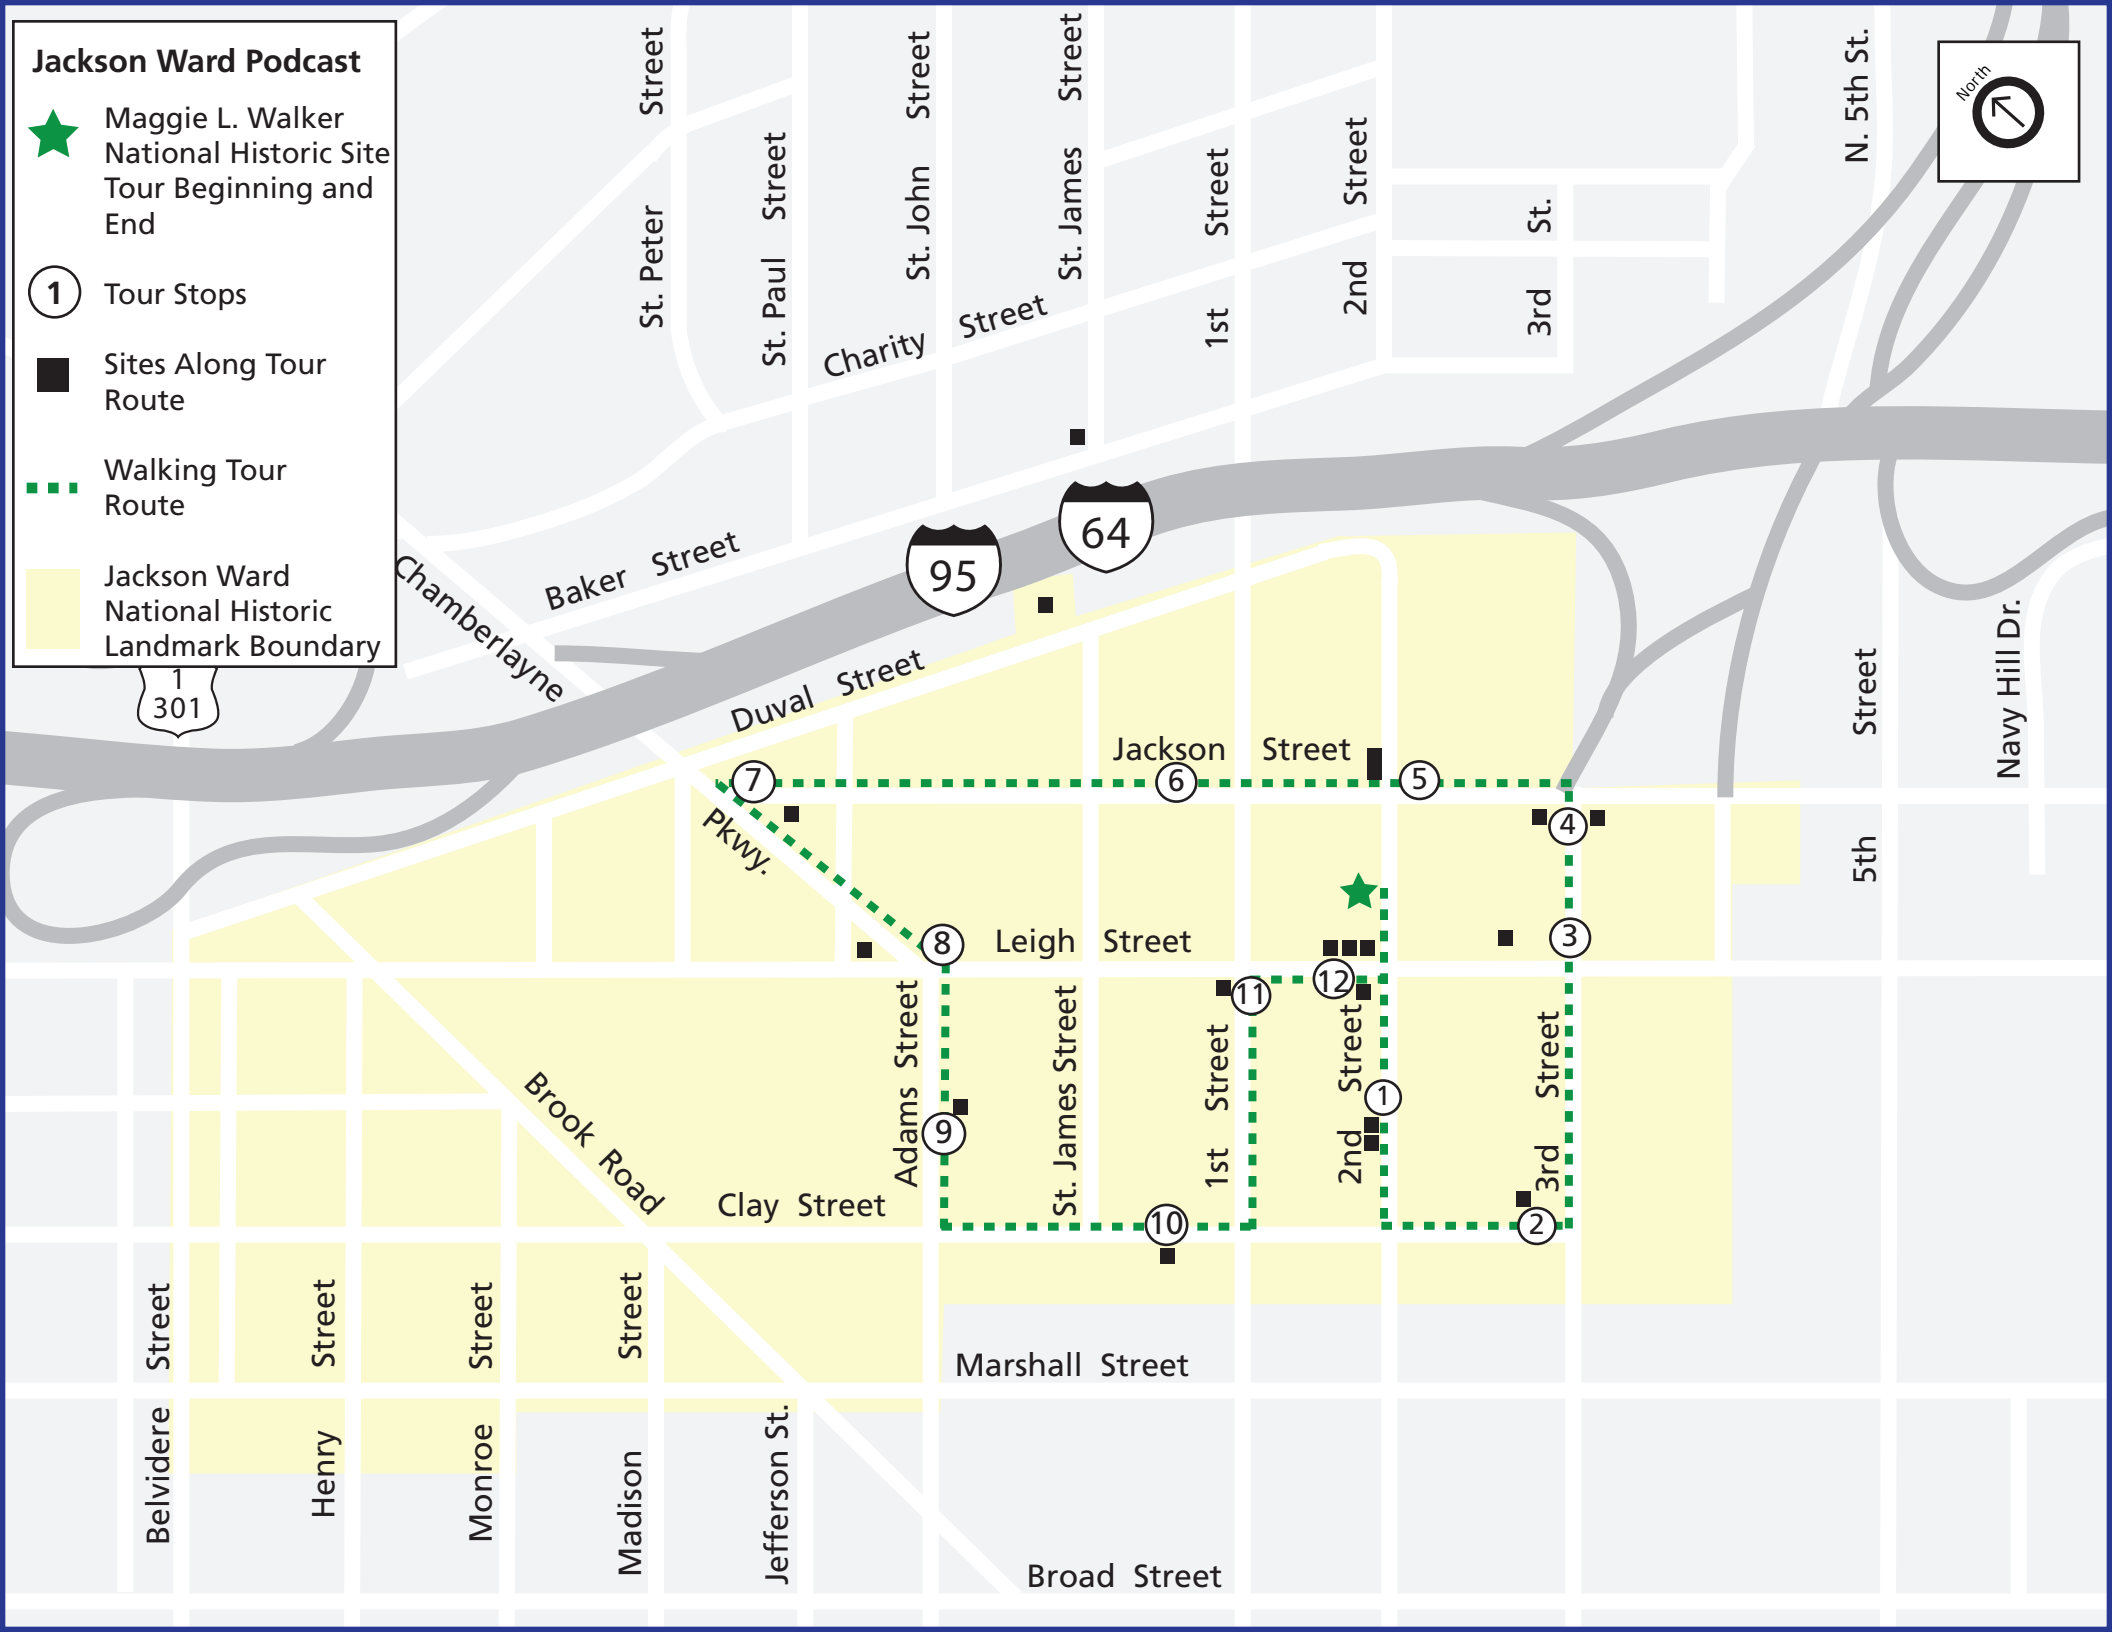 Jackson Ward Podcast
Maggie L. Walker
National Historic Site
Tour Beginning and
End
1
Tour Stops
Sites Along Tour
Route
Walking Tour
Route
Jackson Ward
National Historic
Landmark Boundary
1
301
North
St. Peter Street
St. Paul Street
St. John Street
St. James Street
1st Street
2nd Street
3rd St.
N. 5th St.
Charity Street
Baker Street
64
95
Chamberlayne
Pkwy.
Duval Street
Jackson Street
7
6
5
4
5th Street
Navy Hill Dr.
8
Leigh Street
3
12
11
Adams Street
St. James Street
1st Street
2nd Street
3rd Street
1
9
Brook Road
Clay Street
10
2
Belvidere Street
Henry Street
Monroe Street
Madison Street
Jefferson St.
Marshall Street
Broad Street